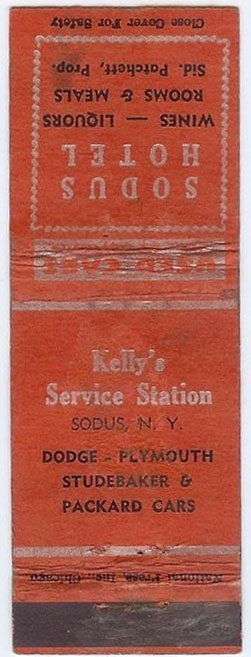 Close Cover For Safety
SODUS
HOTEL
WINES — LIQUORS
ROOMS & MEALS
Sid. Patchett, Prop.
Kelly's
Service Station
SODUS, N. Y.
DODGE - PLYMOUTH
STUDEBAKER &
PACKARD CARS
National Press, Inc., Chicago